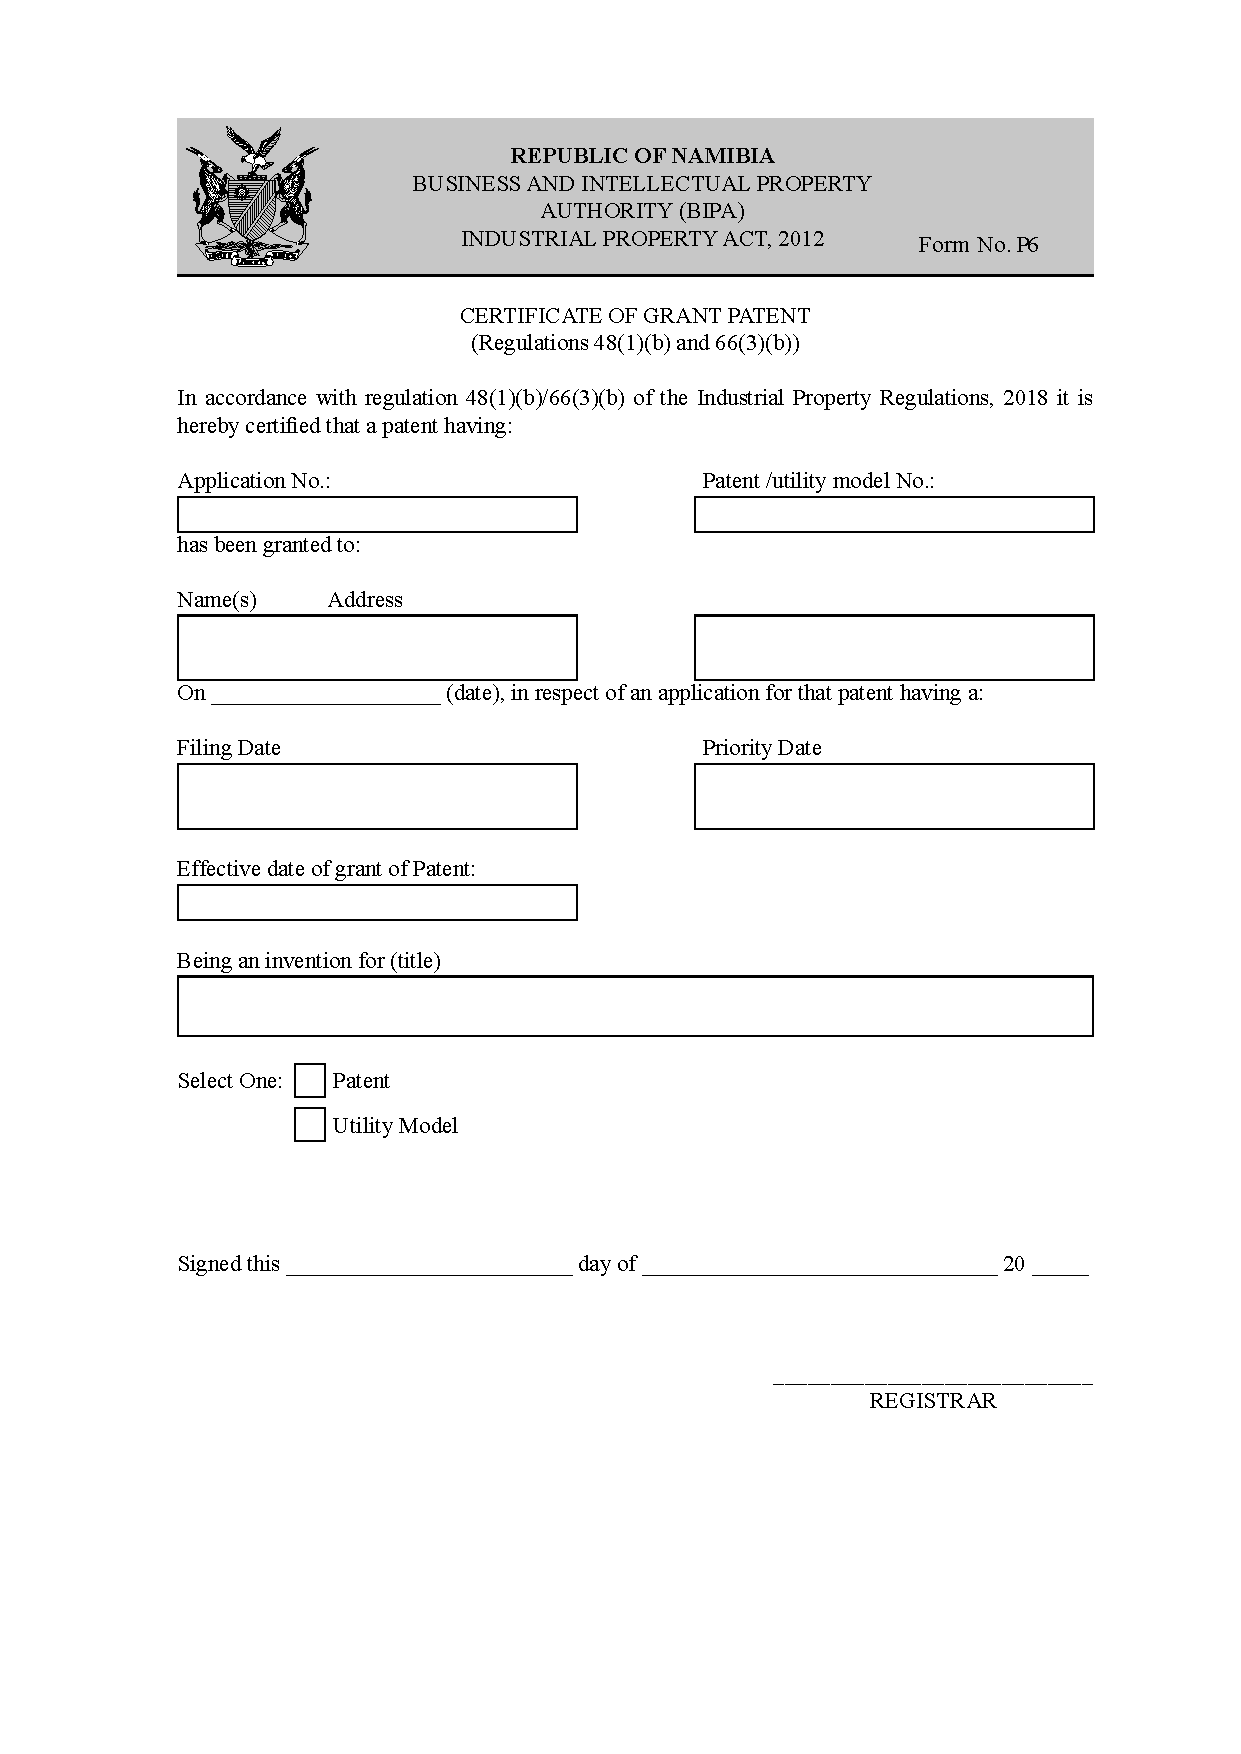 REPUBLIC OF NAMIBIA
BUSINESS AND INTELLECTUAL PROPERTY
AUTHORITY (BIPA)
INDUSTRIAL PROPERTY ACT, 2012
Form No. P6
CERTIFICATE OF GRANT PATENT
(Regulations 48(1)(b) and 66(3)(b))
In accordance with regulation 48(1)(b)/66(3)(b) of the Industrial Property Regulations, 2018 it is
hereby certified that a patent having:
Application No.: Patent /utility model No.:
has been granted to:
Name(s) Address
On ____________________ (date), in respect of an application for that patent having a:
Filing Date Priority Date
Effective date of grant of Patent:
Being an invention for (title)
Select One: Patent
Utility Model
Signed this _________________________ day of _______________________________ 20 _____
____________________________
REGISTRAR